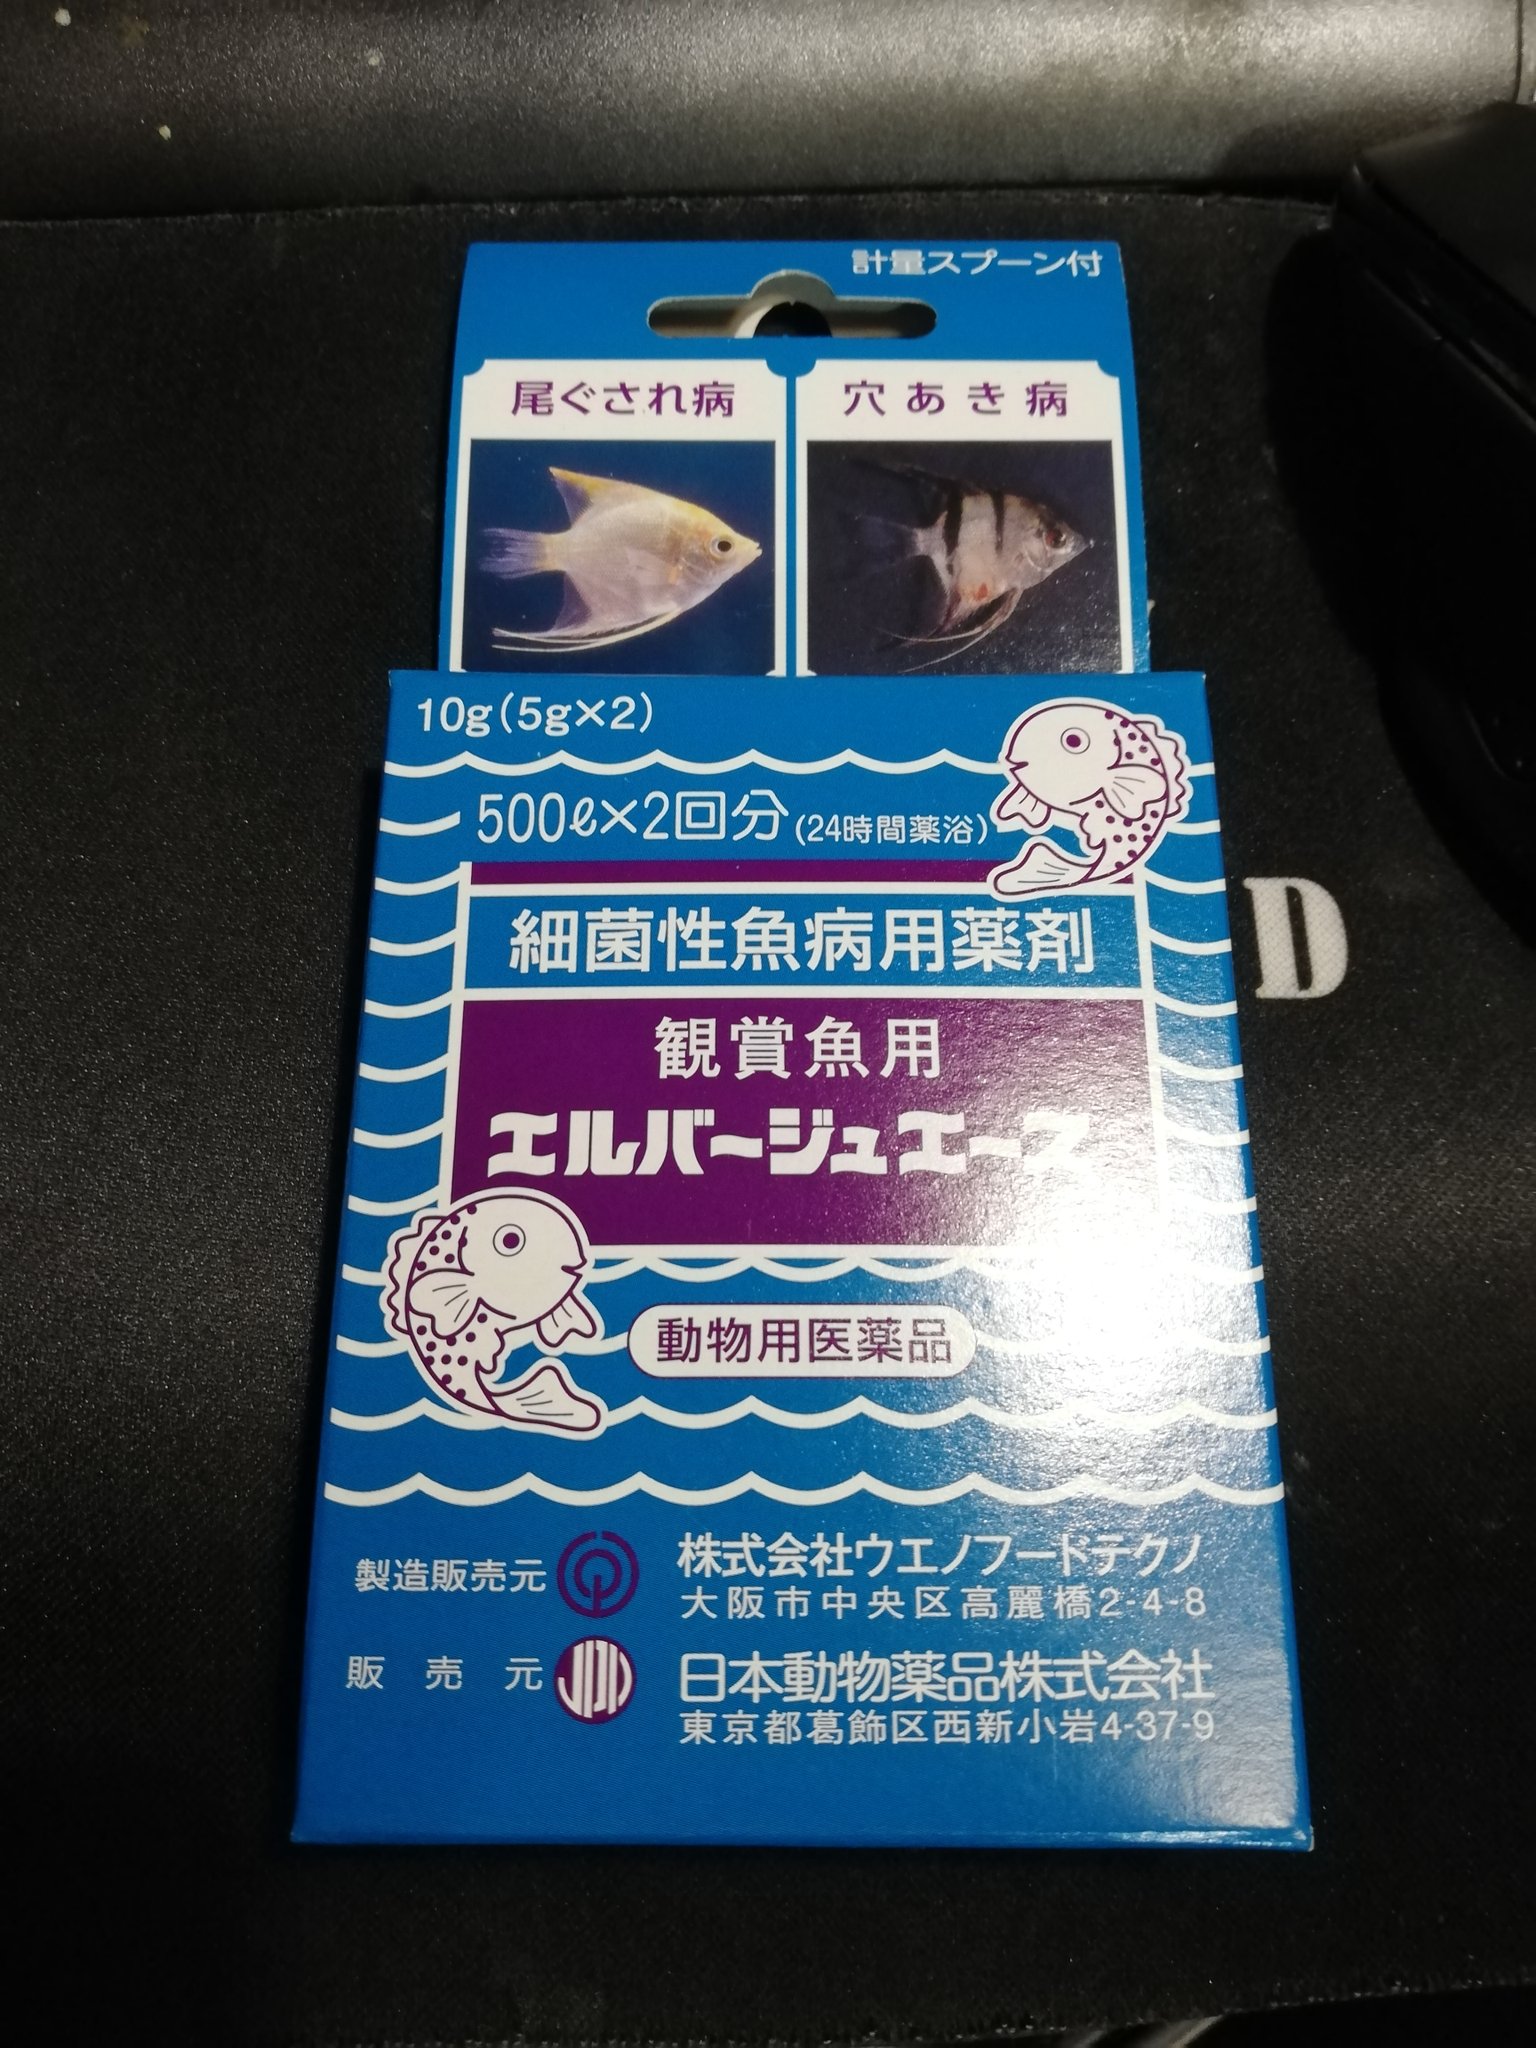 計量スプーン付
尾ぐされ病
穴あき病
10g(5g×2)
500ℓ×2回分(24時間薬浴)
細菌性魚病用薬剤
観賞魚用
エルバージュエース
動物用医薬品
製造販売元
株式会社ウエノフードテクノ
大阪市中央区高麗橋2-4-8
販売元
日本動物薬品株式会社
東京都葛飾区西新小岩4-37-9
D